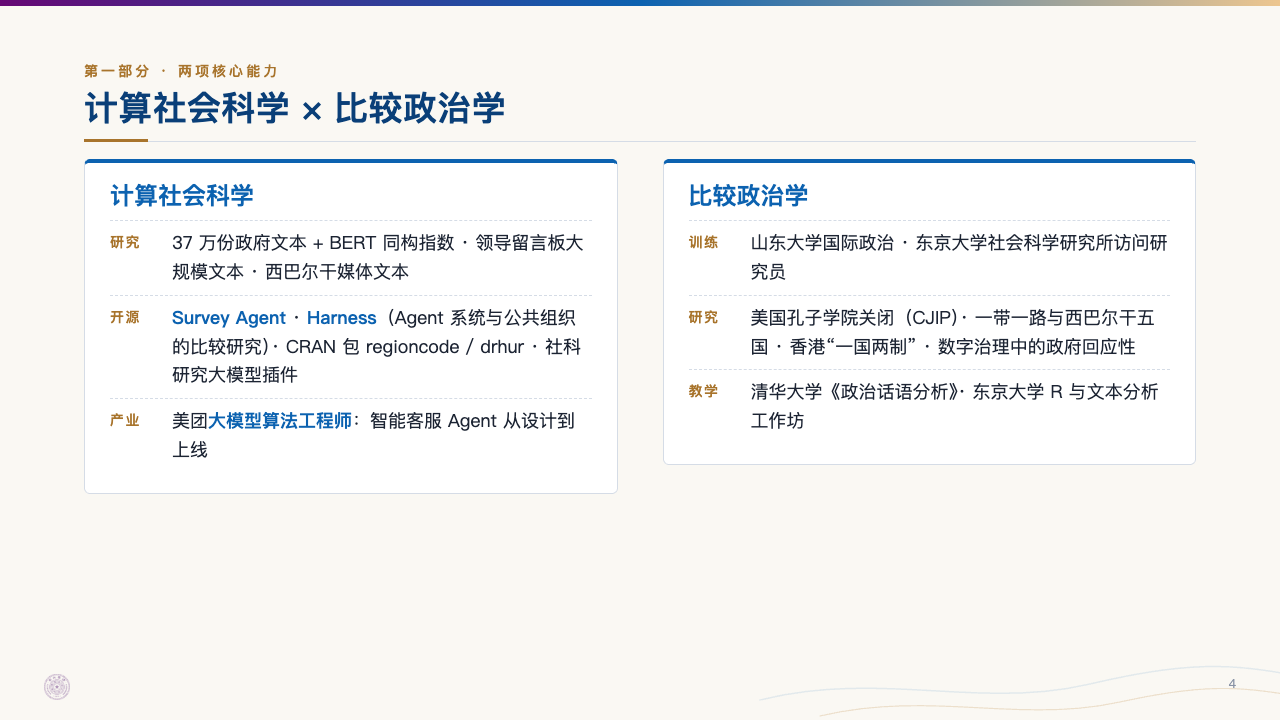 第一部分 · 两项核心能力
计算社会科学 × 比较政治学
计算社会科学
研究
37 万份政府文本 + BERT 同构指数 · 领导留言板大
规模文本 · 西巴尔干媒体文本
开源
Survey Agent · Harness（Agent 系统与公共组织
的比较研究）· CRAN 包 regioncode / drhur · 社科
研究大模型插件
产业
美团大模型算法工程师：智能客服 Agent 从设计到
上线
比较政治学
训练
山东大学国际政治 · 东京大学社会科学研究所访问研
究员
研究
美国孔子学院关闭（CJIP）· 一带一路与西巴尔干五
国 · 香港“一国两制” · 数字治理中的政府回应性
教学
清华大学《政治话语分析》· 东京大学 R 与文本分析
工作坊
4